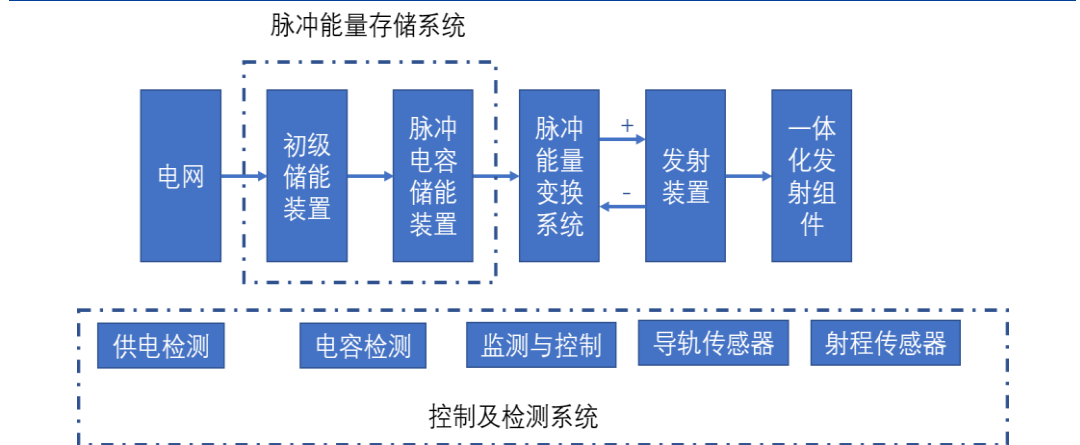 脉冲能量存储系统
电网
初级
储能
装置
脉冲
电容
储能
装置
脉冲
能量
变换
系统
+
-
发射
装置
一体
化发
射组
件
供电检测
电容检测
监测与控制
导轨传感器
射程传感器
控制及检测系统